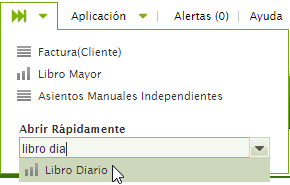 Aplicación Alertas (0) Ayuda
Factura(Cliente)
Libro Mayor
Asientos Manuales Independientes
Abrir Rápidamente
libro dia
Libro Diario